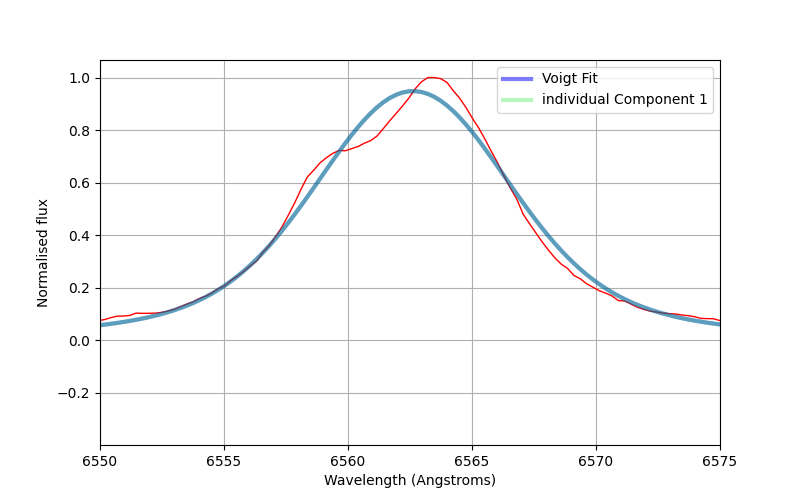 Voigt Fit
individual Component 1
1.0
0.8
0.6
0.4
0.2
0.0
−0.2
Normalised flux
6550 6555 6560 6565 6570 6575
Wavelength (Angstroms)